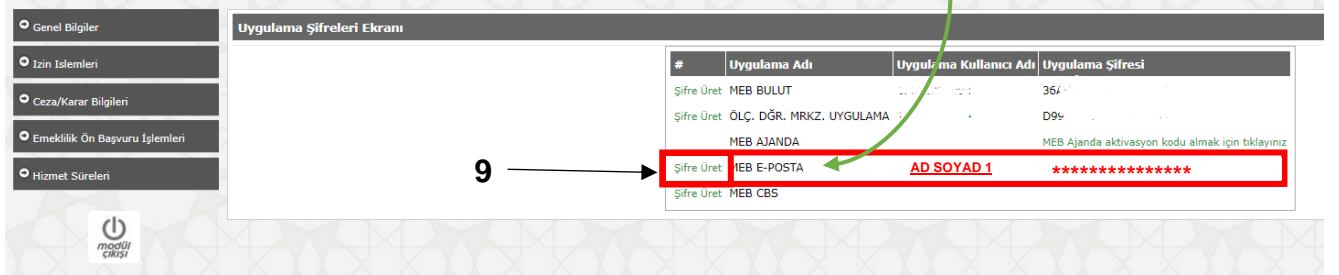 Genel Bilgiler
Izin Islemleri
Ceza/Karar Bilgileri
Emeklilik Ön Başvuru İşlemleri
Hizmet Süreleri
modül
çıkışı
Uygulama Şifreleri Ekranı
# Uygulama Adı Uygulama Kullanıcı Adı Uygulama Şifresi
Şifre Üret MEB BULUT
Şifre Üret ÖLÇ. DĞR. MRKZ. UYGULAMA
MEB AJANDA MEB Ajanda aktivasyon kodu almak için tıklayınız
9 Şifre Üret MEB E-POSTA AD SOYAD 1 ***************
Şifre Üret MEB CBS